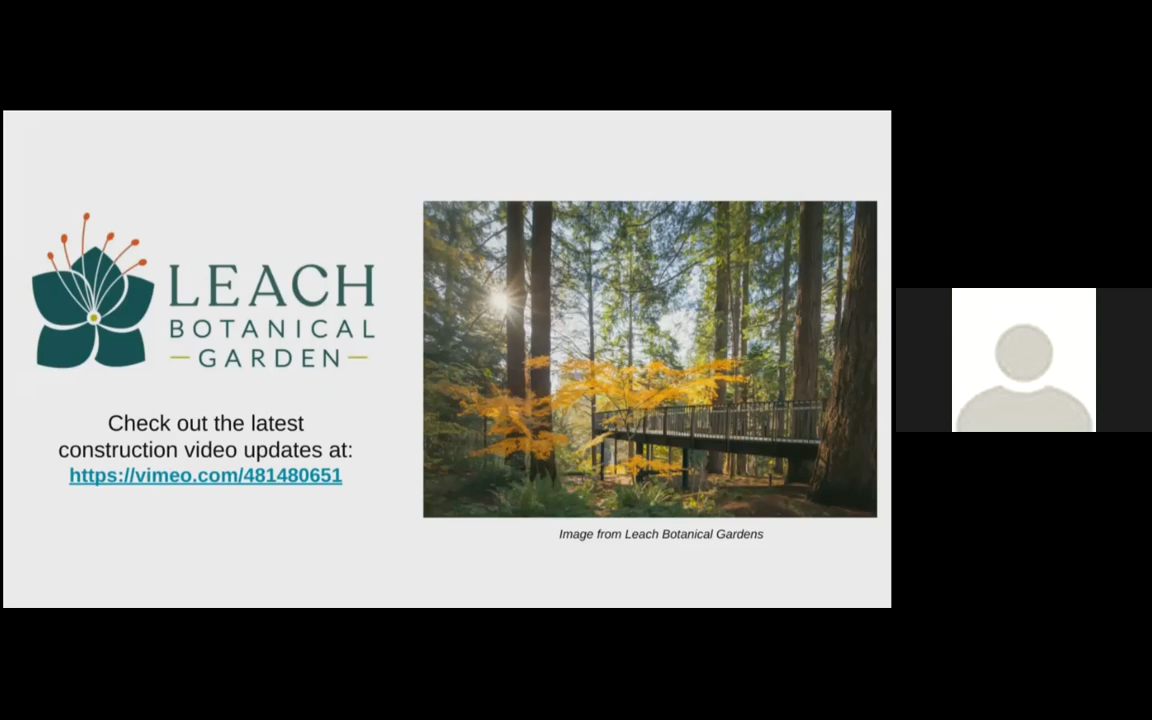 LEACH
BOTANICAL
GARDEN
Check out the latest
construction video updates at:
https://vimeo.com/481480651
Image from Leach Botanical Gardens